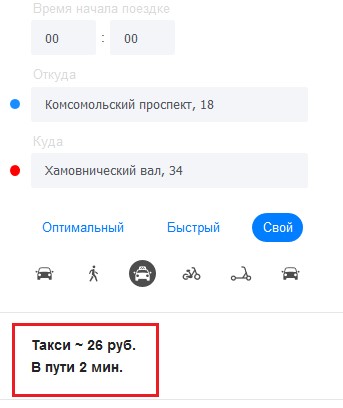 Время начала поездке
00 : 00
Откуда
Комсомольский проспект, 18
Куда
Хамовнический вал, 34
Оптимальный Быстрый Свой
Такси ~ 26 руб.
В пути 2 мин.